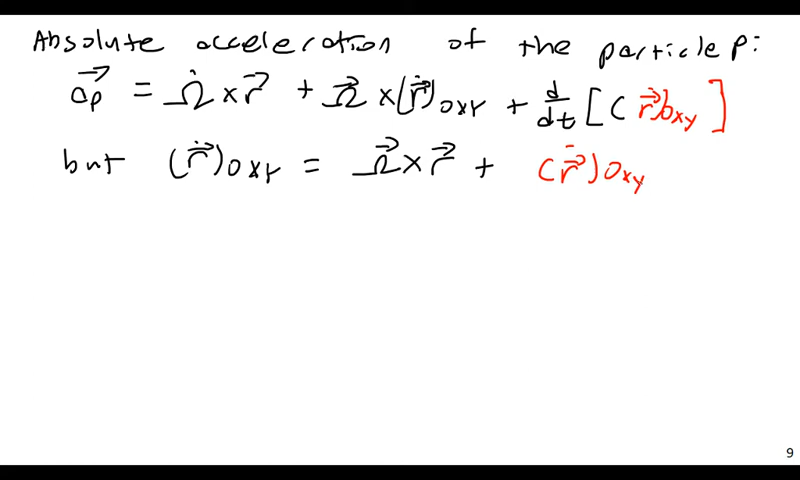 Absolute acceleration of the particle P:
a⃗p = Ω̇ × r⃗ + Ω⃗ × (ṙ⃗)OXY + d/dt [(ṙ⃗)Oxy]
but (ṙ⃗)OXY = Ω⃗ × r⃗ + (ṙ⃗)Oxy
9